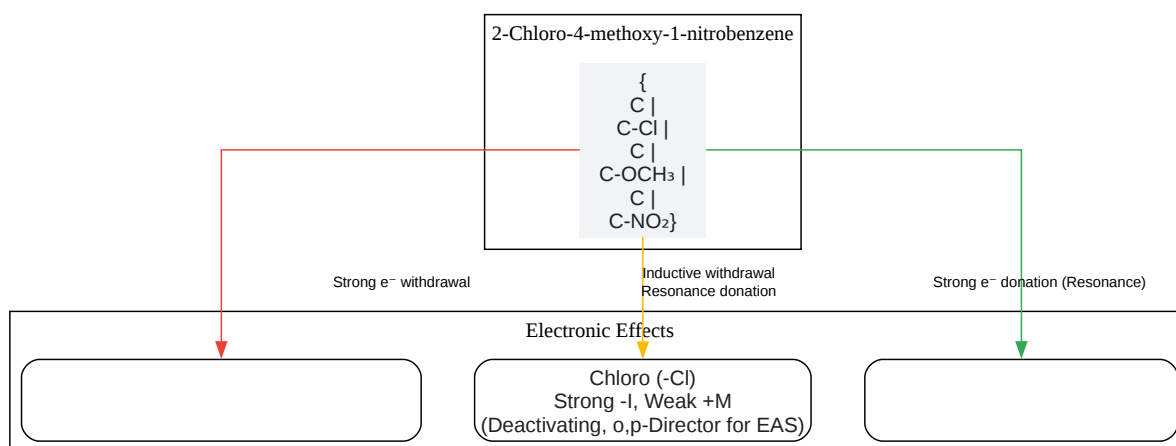 2-Chloro-4-methoxy-1-nitrobenzene
{
C |
C-Cl |
C |
C-OCH₃ |
C |
C-NO₂}
Strong e⁻ withdrawal
Inductive withdrawal
Resonance donation
Strong e⁻ donation (Resonance)
Electronic Effects
Chloro (-Cl)
Strong -I, Weak +M
(Deactivating, o,p-Director for EAS)